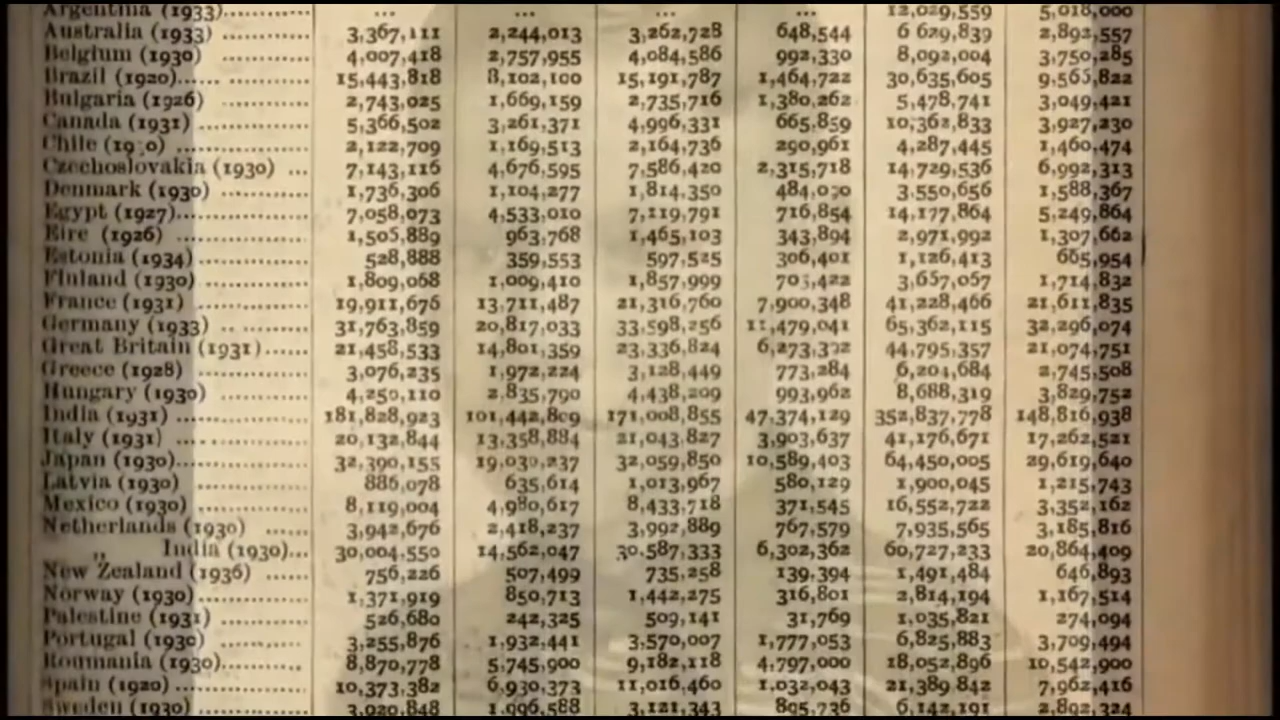 Argentina (1933)............ ... ... ... ... 12,029,559 5,018,000
Australia (1933) ............ 3,367,111 2,244,013 3,262,728 648,544 6 629,839 2,892,557
Belgium (1930) ............ 4,007,418 2,757,955 4,084,586 992,330 8,092,004 3,750,285
Brazil (1920)...... ......... 15,443,818 8,102,100 15,191,787 1,464,722 30,635,605 9,565,822
Bulgaria (1926) ............ 2,743,025 1,669,159 2,735,716 1,380,262 5,478,741 3,049,421
Canada (1931) ............... 5,366,502 3,261,371 4,996,331 665,859 10,362,833 3,927,230
Chile ............... 2,122,709 1,169,513 2,164,736 290,961 4,287,445 1,460,474
Czechoslovakia (1930) ... 7,143,116 4,676,595 7,586,420 2,315,718 14,729,536 6,992,313
Denmark (1930) ............ 1,736,306 1,104,277 1,814,350 3,550,656 1,588,367
Egypt (1927).................. 7,058,073 4,533,010 7,119,791 716,854 14,177,864 5,249,864
Eire (1926) .................. 1,505,889 963,768 1,465,103 343,894 2,971,992 1,307,662
Estonia (1934) ............... 528,888 359,553 597,525 306,401 1,126,413 665,954
Finland (1930) ............... 1,809,068 1,009,410 1,857,999 3,657,057 1,714,832
France (1931) ............... 19,911,676 13,711,487 21,316,760 7,900,348 41,228,466 21,611,835
Germany (1933) .. ......... 31,763,859 20,817,033 33,598,256 11,479,041 65,362,115 32,296,074
Great Britain (1931)...... 21,458,533 14,801,359 23,336,824 44,795,357 21,074,751
Greece (1928) ............... 3,076,235 1,972,224 3,128,449 773,284 6,204,684 2,745,508
Hungary (1930) ............ 4,250,110 2,835,790 4,438,209 993,962 8,688,319 3,829,752
India (1931) .................. 181,828,923 101,442,809 171,008,855 47,374,129 352,837,778 148,816,938
Italy (1931) .................. 20,132,844 13,358,884 21,043,827 3,903,637 41,176,671 17,262,521
Japan (1930).................. 32,390,155 19,030,237 32,059,850 10,589,403 64,450,005 29,619,640
Latvia (1930) ............... 886,078 635,614 1,013,967 580,129 1,900,045 1,215,743
Mexico (1930) ............... 8,119,004 4,980,617 8,433,718 371,545 16,552,722 3,352,162
Netherlands (1930) ...... 3,942,676 2,418,237 3,992,889 767,579 7,935,565 3,185,816
„ India (1930)... 30,004,550 14,562,047 30,587,333 6,302,362 60,727,233 20,864,409
New Zealand (1936) ...... 756,226 507,499 735,258 139,394 1,491,484 646,893
Norway (1930) ............... 1,371,919 850,713 1,442,275 316,801 2,814,194 1,167,514
Palestine (1931) ............ 526,680 242,325 509,141 31,769 1,035,821 274,094
Portugal (1930) ............ 3,255,876 1,932,441 3,570,007 1,777,053 6,825,883 3,709,494
Roumania (1930)............ 8,870,778 5,745,900 9,182,118 4,797,000 18,052,896 10,542,900
Spain (1920) .................. 10,373,382 6,930,373 11,016,460 1,032,043 21,389 842 7,962,416
Sweden (1930) ............... 3,020,848 1,996,588 3,121,343 895,736 6,142,191 2,892,324